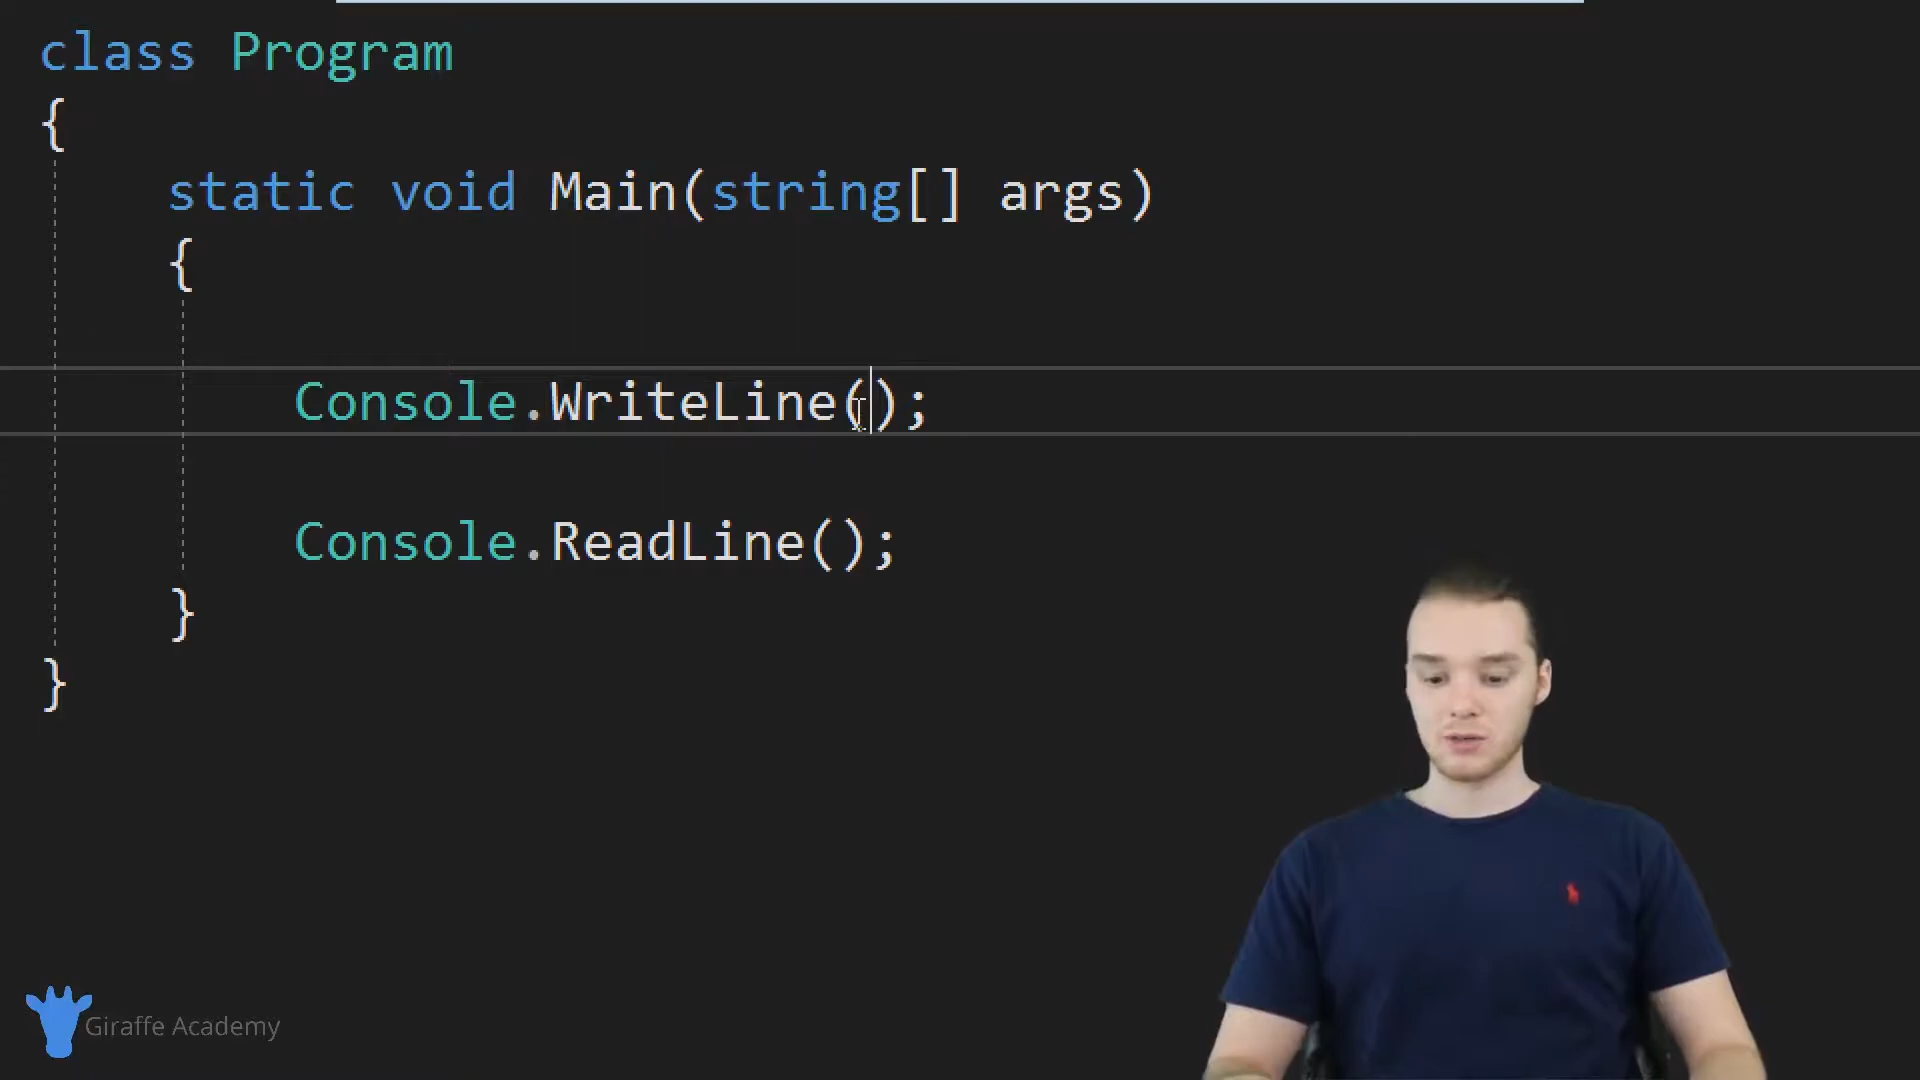 class Program
{
static void Main(string[] args)
{
Console.WriteLine();
Console.ReadLine();
}
}
Giraffe Academy